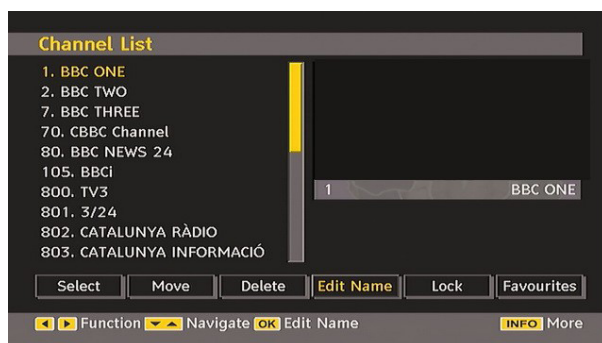 Channel List
1. BBC ONE
2. BBC TWO
7. BBC THREE
70. CBBC Channel
80. BBC NEWS 24
105. BBCi
800. TV3
801. 3/24
802. CATALUNYA RÀDIO
803. CATALUNYA INFORMACIÓ
1 BBC ONE
Select Move Delete Edit Name Lock Favourites
Function Navigate OK Edit Name INFO More